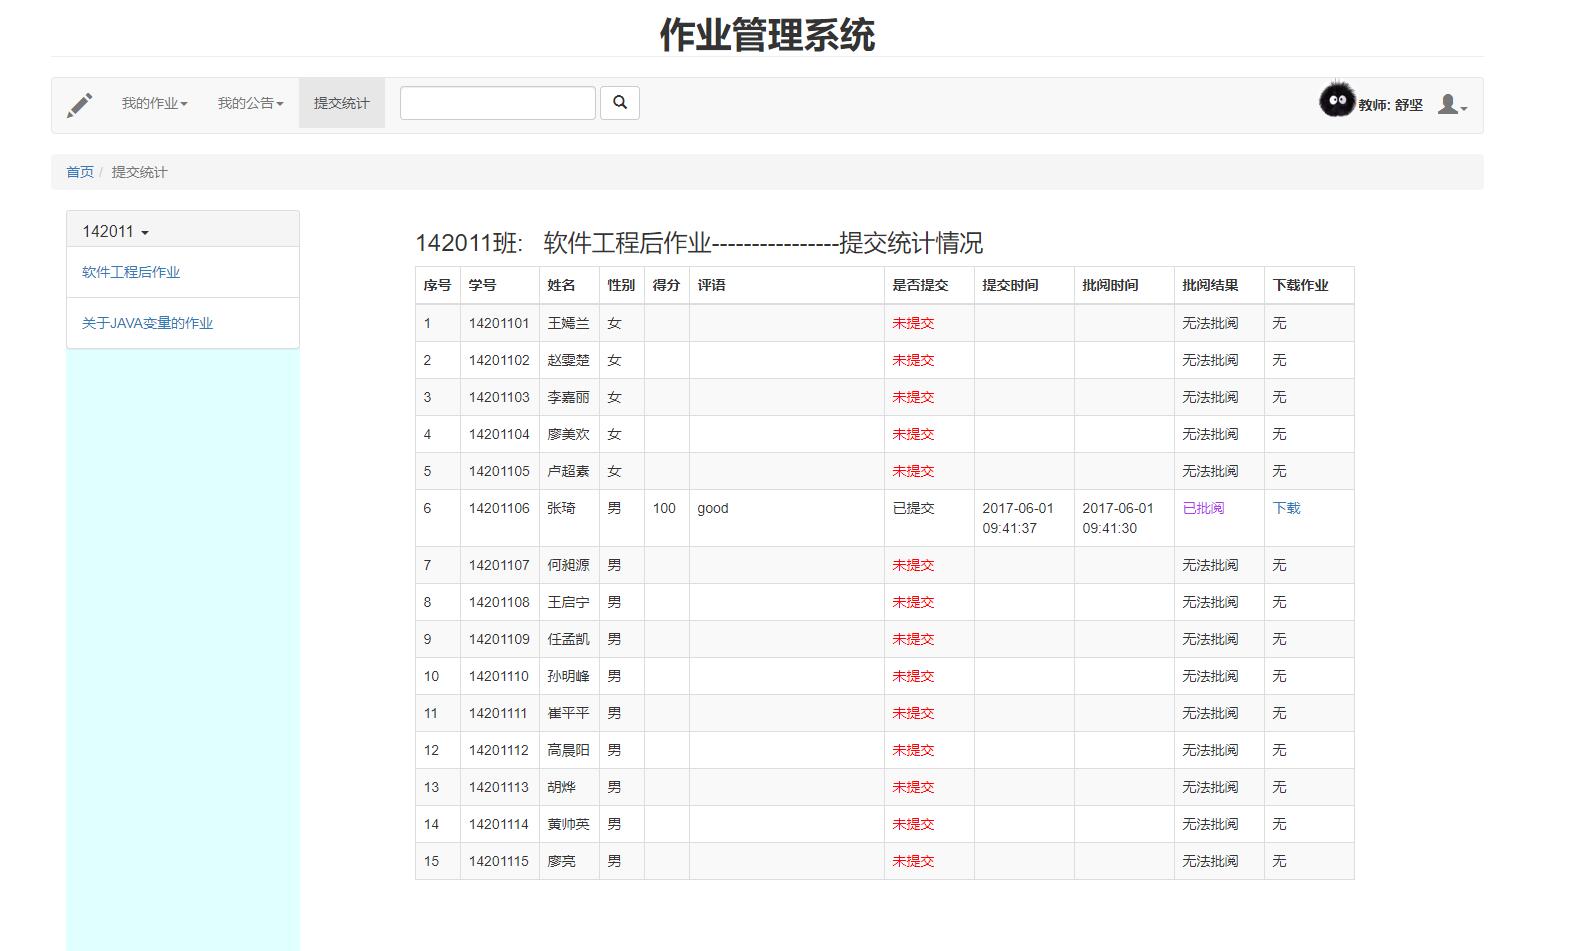 作业管理系统
我的作业 我的公告 提交统计 教师: 舒坚
首页 / 提交统计
142011
软件工程后作业
关于JAVA变量的作业
142011班: 软件工程后作业----------------提交统计情况
序号 学号 姓名 性别 得分 评语 是否提交 提交时间 批阅时间 批阅结果 下载作业
1 14201101 王嫣兰 女 未提交 无法批阅 无
2 14201102 赵雯楚 女 未提交 无法批阅 无
3 14201103 李嘉丽 女 未提交 无法批阅 无
4 14201104 廖美欢 女 未提交 无法批阅 无
5 14201105 卢超素 女 未提交 无法批阅 无
6 14201106 张琦 男 100 good 已提交 2017-06-01 2017-06-01 已批阅 下载
09:41:37 09:41:30
7 14201107 何昶源 男 未提交 无法批阅 无
8 14201108 王启宁 男 未提交 无法批阅 无
9 14201109 任孟凯 男 未提交 无法批阅 无
10 14201110 孙明峰 男 未提交 无法批阅 无
11 14201111 崔平平 男 未提交 无法批阅 无
12 14201112 高晨阳 男 未提交 无法批阅 无
13 14201113 胡烨 男 未提交 无法批阅 无
14 14201114 黄帅英 男 未提交 无法批阅 无
15 14201115 廖亮 男 未提交 无法批阅 无